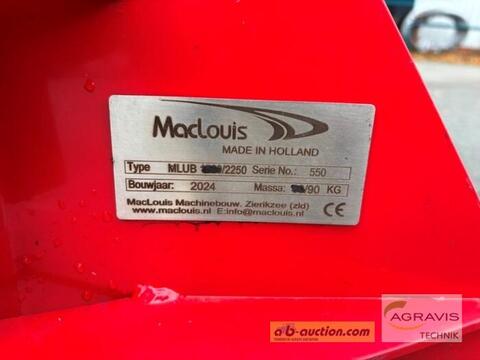 MACLOUIS
MADE IN HOLLAND
Type MLUB /2250 Serie No.: 550
Bouwjaar: 2024 Massa: /90 KG
MacLouis Machinebouw. Zierikzee (zld)
www.maclouis.nl E:info@maclouis.nl CE
ab-auction.com
AGRAVIS
TECHNIK